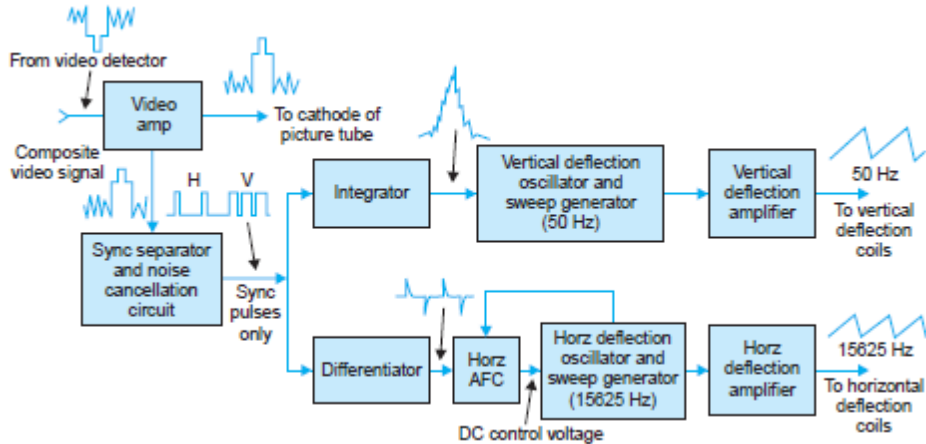 From video detector
Video
amp
To cathode of
picture tube
Composite
video signal
H
V
Integrator
Vertical deflection
oscillator and
sweep generator
(50 Hz)
Vertical
deflection
amplifier
50 Hz
To vertical
deflection
coils
Sync separator
and noise
cancellation
circuit
Sync
pulses
only
Differentiator
Horz
AFC
Horz deflection
oscillator and
sweep generator
(15625 Hz)
Horz
deflection
amplifier
15625 Hz
To horizontal
deflection
coils
DC control voltage